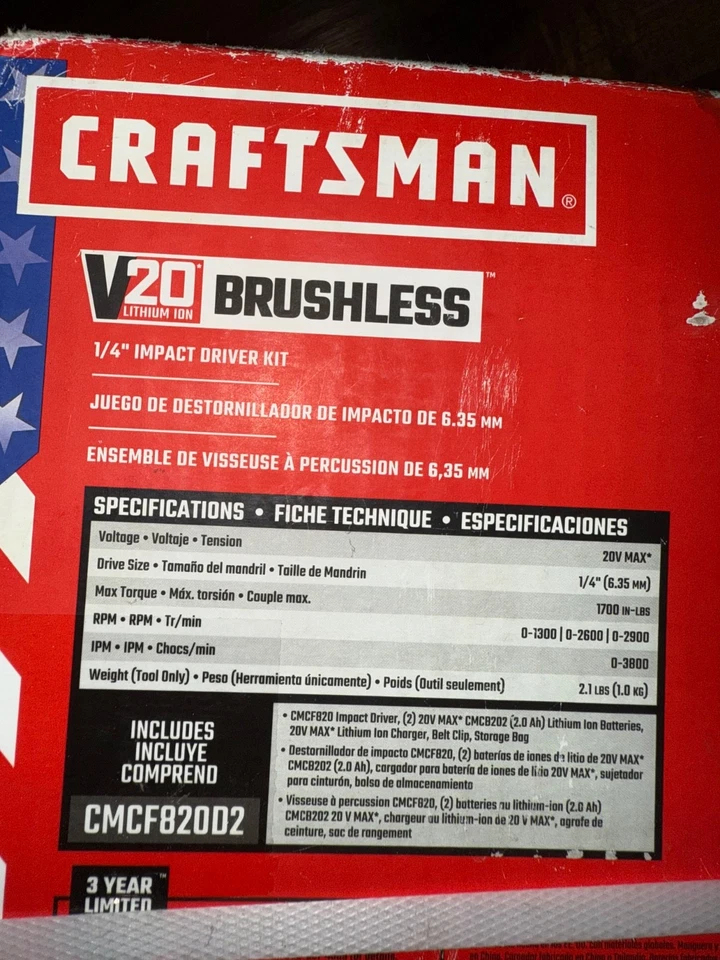 CRAFTSMAN®
V20* BRUSHLESS™
LITHIUM ION
1/4" IMPACT DRIVER KIT
JUEGO DE DESTORNILLADOR DE IMPACTO DE 6.35 MM
ENSEMBLE DE VISSEUSE À PERCUSSION DE 6,35 MM
SPECIFICATIONS • FICHE TECHNIQUE • ESPECIFICACIONES
Voltage • Voltaje • Tension 20V MAX*
Drive Size • Tamaño del mandril • Taille de Mandrin 1/4" (6.35 MM)
Max Torque • Máx. torsión • Couple max. 1700 IN-LBS
RPM • RPM • Tr/min 0-1300 | 0-2600 | 0-2900
IPM • IPM • Chocs/min 0-3800
Weight (Tool Only) • Peso (Herramienta únicamente) • Poids (Outil seulement) 2.1 LBS (1.0 KG)
INCLUDES
INCLUYE
COMPREND
CMCF820D2
• CMCF820 Impact Driver, (2) 20V MAX* CMCB202 (2.0 Ah) Lithium Ion Batteries,
20V MAX* Lithium Ion Charger, Belt Clip, Storage Bag
• Destornillador de impacto CMCF820, (2) baterías de iones de litio de 20V MAX*
CMCB202 (2.0 Ah), cargador para batería de iones de litio 20V MAX*, sujetador
para cinturón, bolsa de almacenamiento
• Visseuse à percussion CMCF820, (2) batteries au lithium-ion (2.0 Ah)
CMCB202 20 V MAX*, chargeur au lithium-ion de 20 V MAX*, agrafe de
ceinture, sac de rangement
3 YEAR™
LIMITED